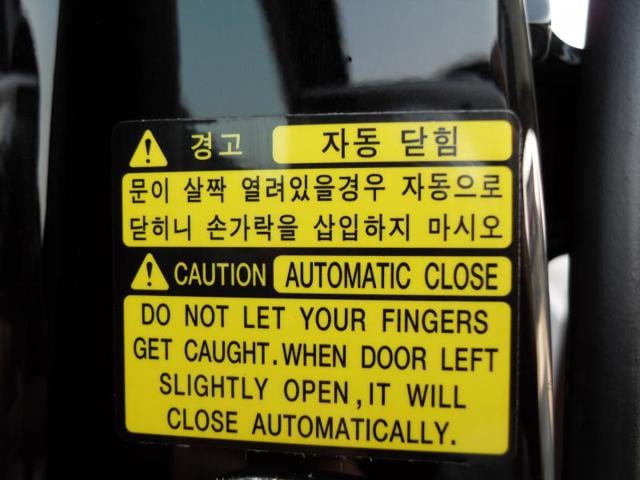 경고 자동 닫힘
문이 살짝 열려있을경우 자동으로
닫히니 손가락을 삽입하지 마시오
CAUTION AUTOMATIC CLOSE
DO NOT LET YOUR FINGERS
GET CAUGHT.WHEN DOOR LEFT
SLIGHTLY OPEN,IT WILL
CLOSE AUTOMATICALLY.